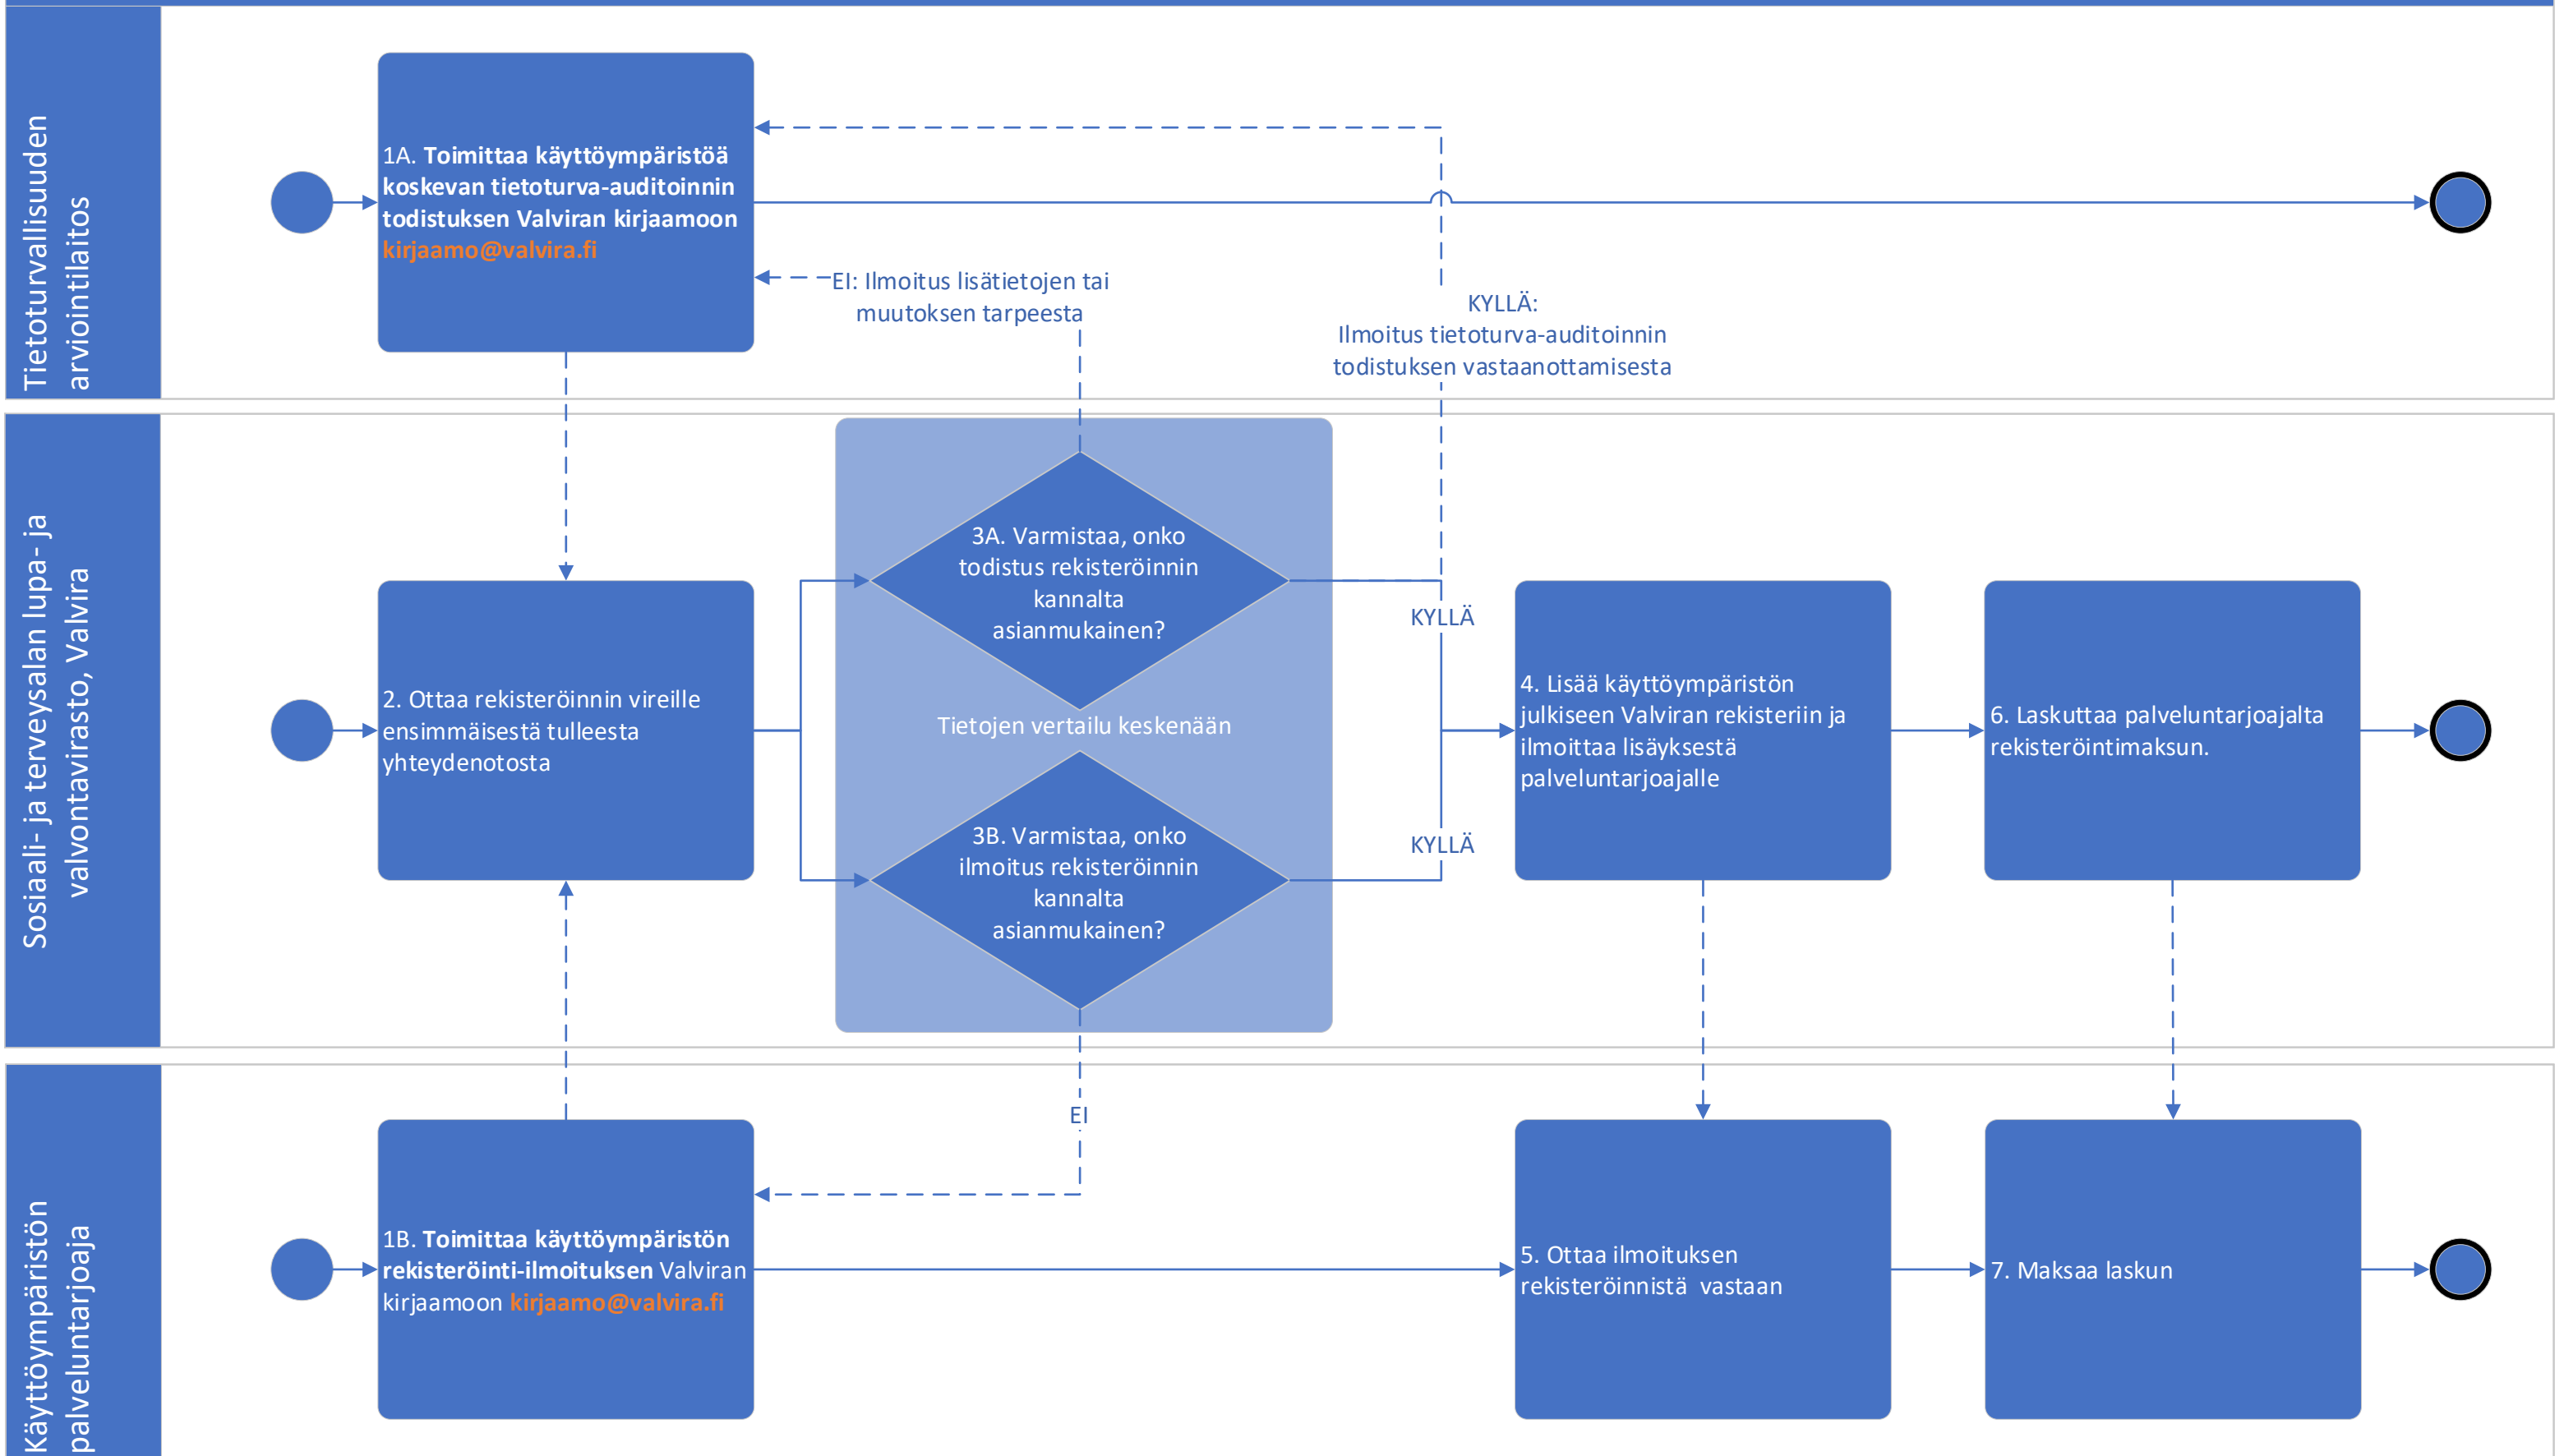 Tietoturvallisuuden
arviointilaitos
1A. Toimittaa käyttöympäristöä
koskevan tietoturva-auditoinnin
todistuksen Valviran kirjaamoon
kirjaamo@valvira.fi
EI: Ilmoitus lisätietojen tai
muutoksen tarpeesta
KYLLÄ:
Ilmoitus tietoturva-auditoinnin
todistuksen vastaanottamisesta
Sosiaali- ja terveysalan lupa- ja
valvontavirasto, Valvira
2. Ottaa rekisteröinnin vireille
ensimmäisestä tulleesta
yhteydenotosta
3A. Varmistaa, onko
todistus rekisteröinnin
kannalta
asianmukainen?
Tietojen vertailu keskenään
3B. Varmistaa, onko
ilmoitus rekisteröinnin
kannalta
asianmukainen?
KYLLÄ
KYLLÄ
4. Lisää käyttöympäristön
julkiseen Valviran rekisteriin ja
ilmoittaa lisäyksestä
palveluntarjoajalle
6. Laskuttaa palveluntarjoajalta
rekisteröintimaksun.
EI
Käyttöympäristön
palveluntarjoaja
1B. Toimittaa käyttöympäristön
rekisteröinti-ilmoituksen Valviran
kirjaamoon kirjaamo@valvira.fi
5. Ottaa ilmoituksen
rekisteröinnistä vastaan
7. Maksaa laskun